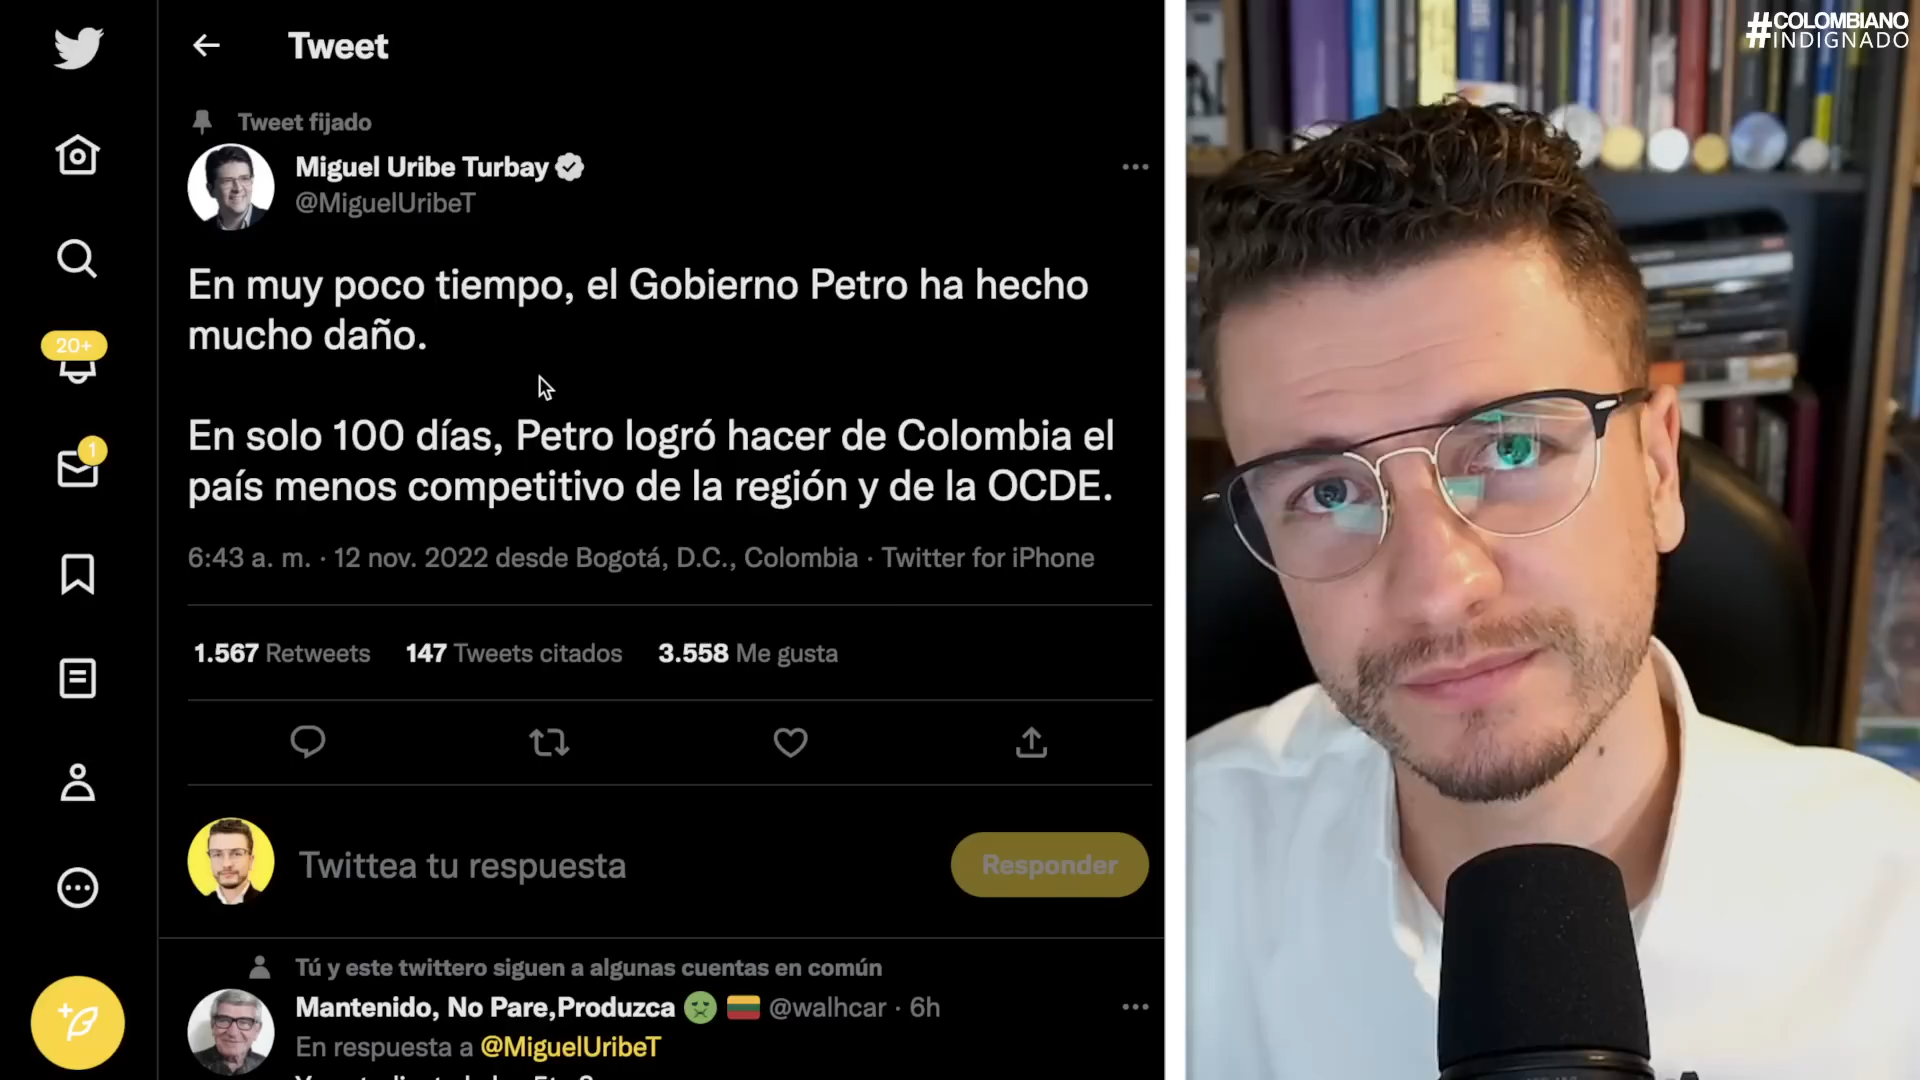 #COLOMBIANO
INDIGNADO
Tweet
Tweet fijado
Miguel Uribe Turbay
@MiguelUribeT
En muy poco tiempo, el Gobierno Petro ha hecho
mucho daño.
En solo 100 días, Petro logró hacer de Colombia el
país menos competitivo de la región y de la OCDE.
6:43 a. m. · 12 nov. 2022 desde Bogotá, D.C., Colombia · Twitter for iPhone
1.567 Retweets 147 Tweets citados 3.558 Me gusta
Twittea tu respuesta
Responder
Tú y este twittero siguen a algunas cuentas en común
Mantenido, No Pare,Produzca @walhcar · 6h
En respuesta a @MiguelUribeT
20+
1